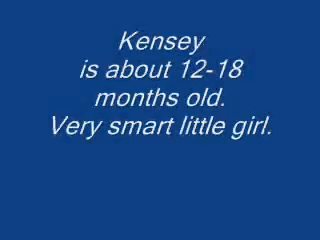 Kensey
is about 12-18
months old.
Very smart little girl.